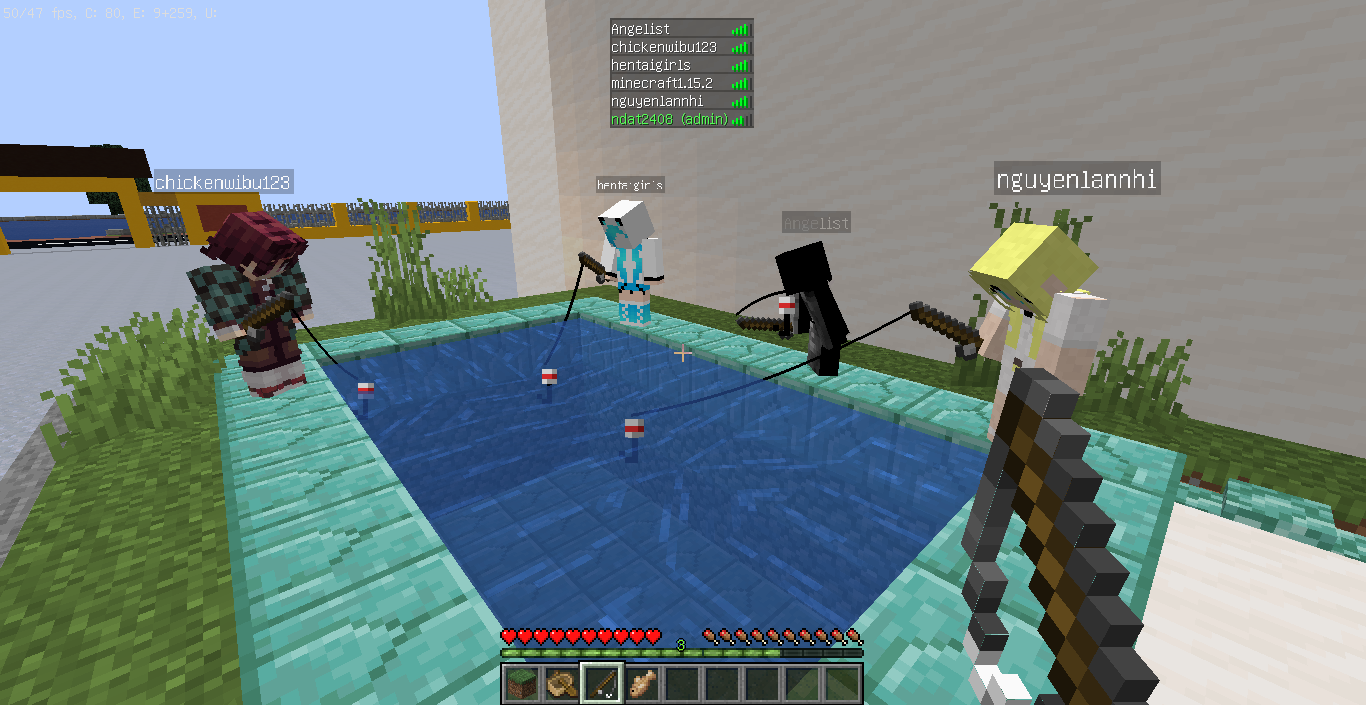 50/47 fps, C: 80, E: 9+259, U:
Angelist
chickenwibu123
hentaigirls
minecraft1.15.2
nguyenlannhi
ndat2408 (admin)
chickenwibu123
hentaigirls
Angelist
nguyenlannhi
8